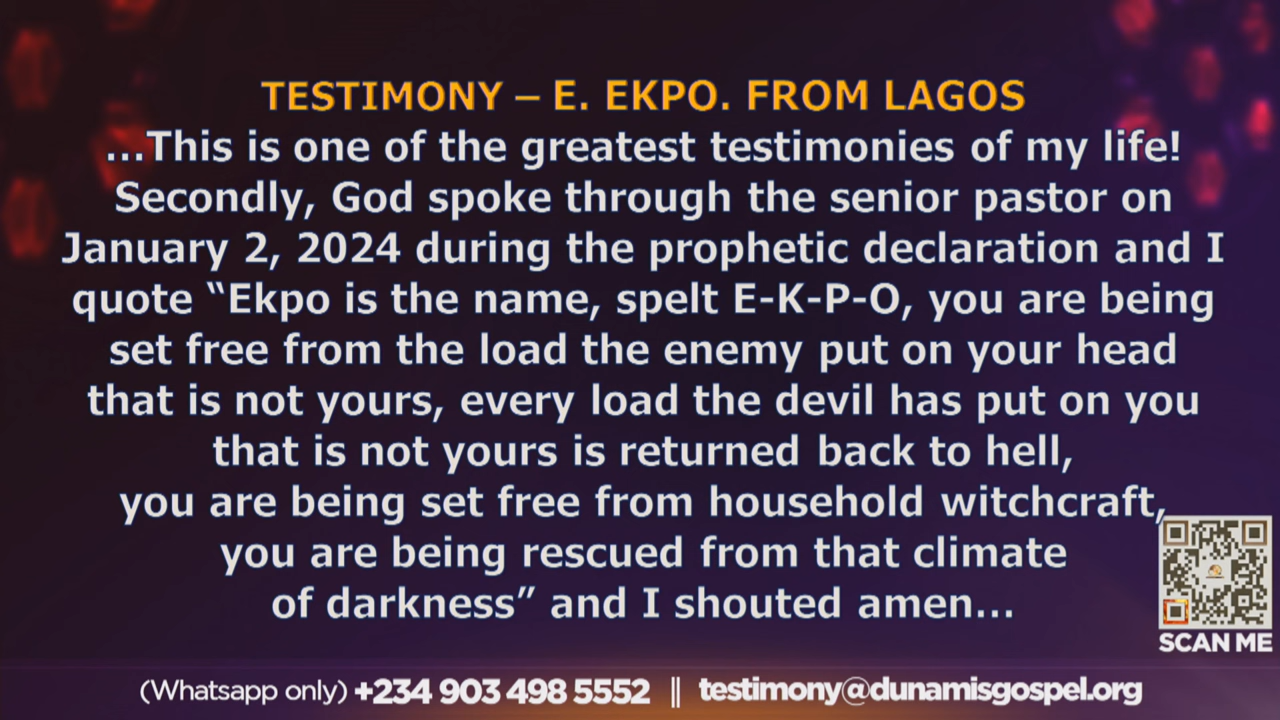 TESTIMONY – E. EKPO. FROM LAGOS
...This is one of the greatest testimonies of my life!
Secondly, God spoke through the senior pastor on
January 2, 2024 during the prophetic declaration and I
quote “Ekpo is the name, spelt E-K-P-O, you are being
set free from the load the enemy put on your head
that is not yours, every load the devil has put on you
that is not yours is returned back to hell,
you are being set free from household witchcraft,
you are being rescued from that climate
of darkness” and I shouted amen...
SCAN ME
(Whatsapp only) +234 903 498 5552 || testimony@dunamisgospel.org